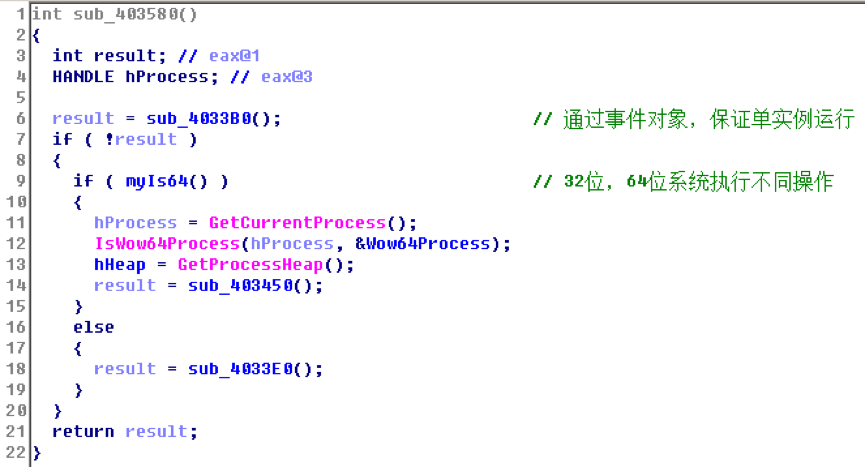 1 int sub_403580()
2 {
3   int result; // eax@1
4   HANDLE hProcess; // eax@3
5
6   result = sub_4033B0();                         // 通过事件对象，保证单实例运行
7   if ( !result )
8   {
9     if ( myIs64() )                              // 32位，64位系统执行不同操作
10     {
11       hProcess = GetCurrentProcess();
12       IsWow64Process(hProcess, &Wow64Process);
13       hHeap = GetProcessHeap();
14       result = sub_403450();
15     }
16     else
17     {
18       result = sub_4033E0();
19     }
20   }
21   return result;
22 }